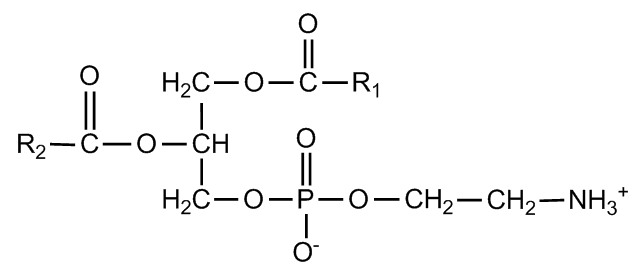 O
O H₂C–O–C–R₁
R₂–C–O–CH O
H₂C–O–P–O–CH₂–CH₂–NH₃⁺
O⁻